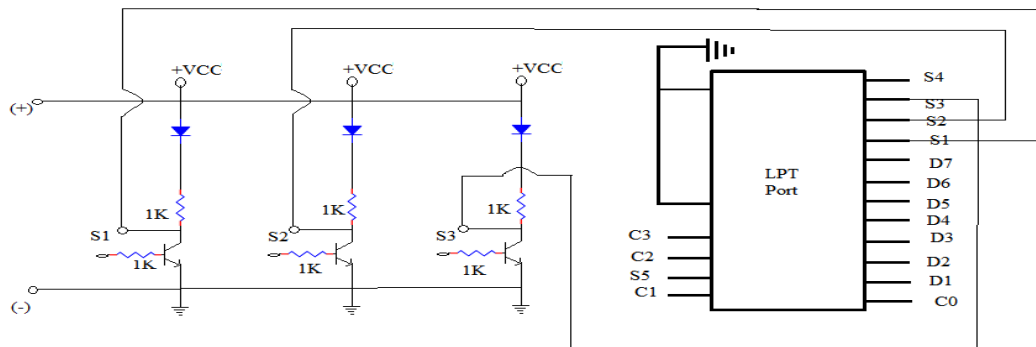 +VCC
+VCC
+VCC
(+)
1K
1K
1K
S1
S2
S3
1K
1K
1K
(-)
LPT
Port
S4
S3
S2
S1
D7
D6
D5
D4
D3
D2
D1
C0
C3
C2
S5
C1